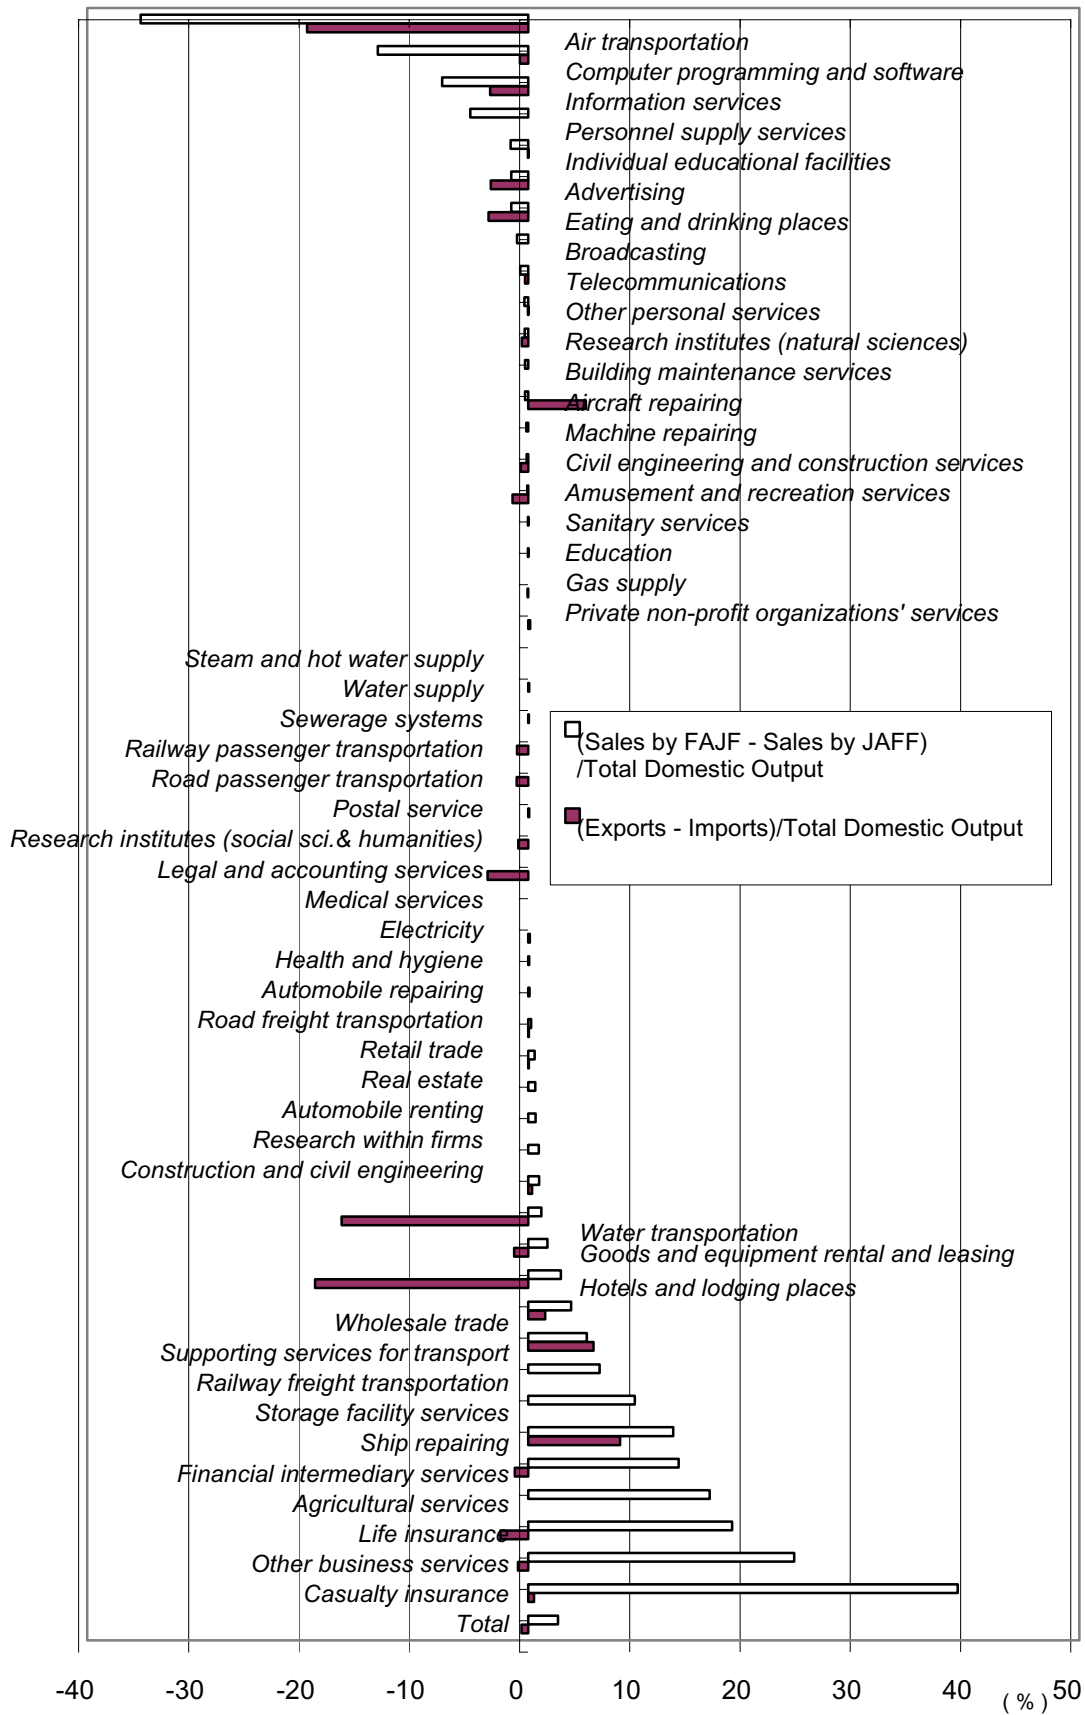 Air transportation
Computer programming and software
Information services
Personnel supply services
Individual educational facilities
Advertising
Eating and drinking places
Broadcasting
Telecommunications
Other personal services
Research institutes (natural sciences)
Building maintenance services
Aircraft repairing
Machine repairing
Civil engineering and construction services
Amusement and recreation services
Sanitary services
Education
Gas supply
Private non-profit organizations' services
Steam and hot water supply
Water supply
Sewerage systems
Railway passenger transportation
Road passenger transportation
Postal service
Research institutes (social sci.& humanities)
Legal and accounting services
Medical services
Electricity
Health and hygiene
Automobile repairing
Road freight transportation
Retail trade
Real estate
Automobile renting
Research within firms
Construction and civil engineering
(Sales by FAJF - Sales by JAFF)
/Total Domestic Output
(Exports - Imports)/Total Domestic Output
Water transportation
Goods and equipment rental and leasing
Hotels and lodging places
Wholesale trade
Supporting services for transport
Railway freight transportation
Storage facility services
Ship repairing
Financial intermediary services
Agricultural services
Life insurance
Other business services
Casualty insurance
Total
-40 -30 -20 -10 0 10 20 30 40 50
( % )